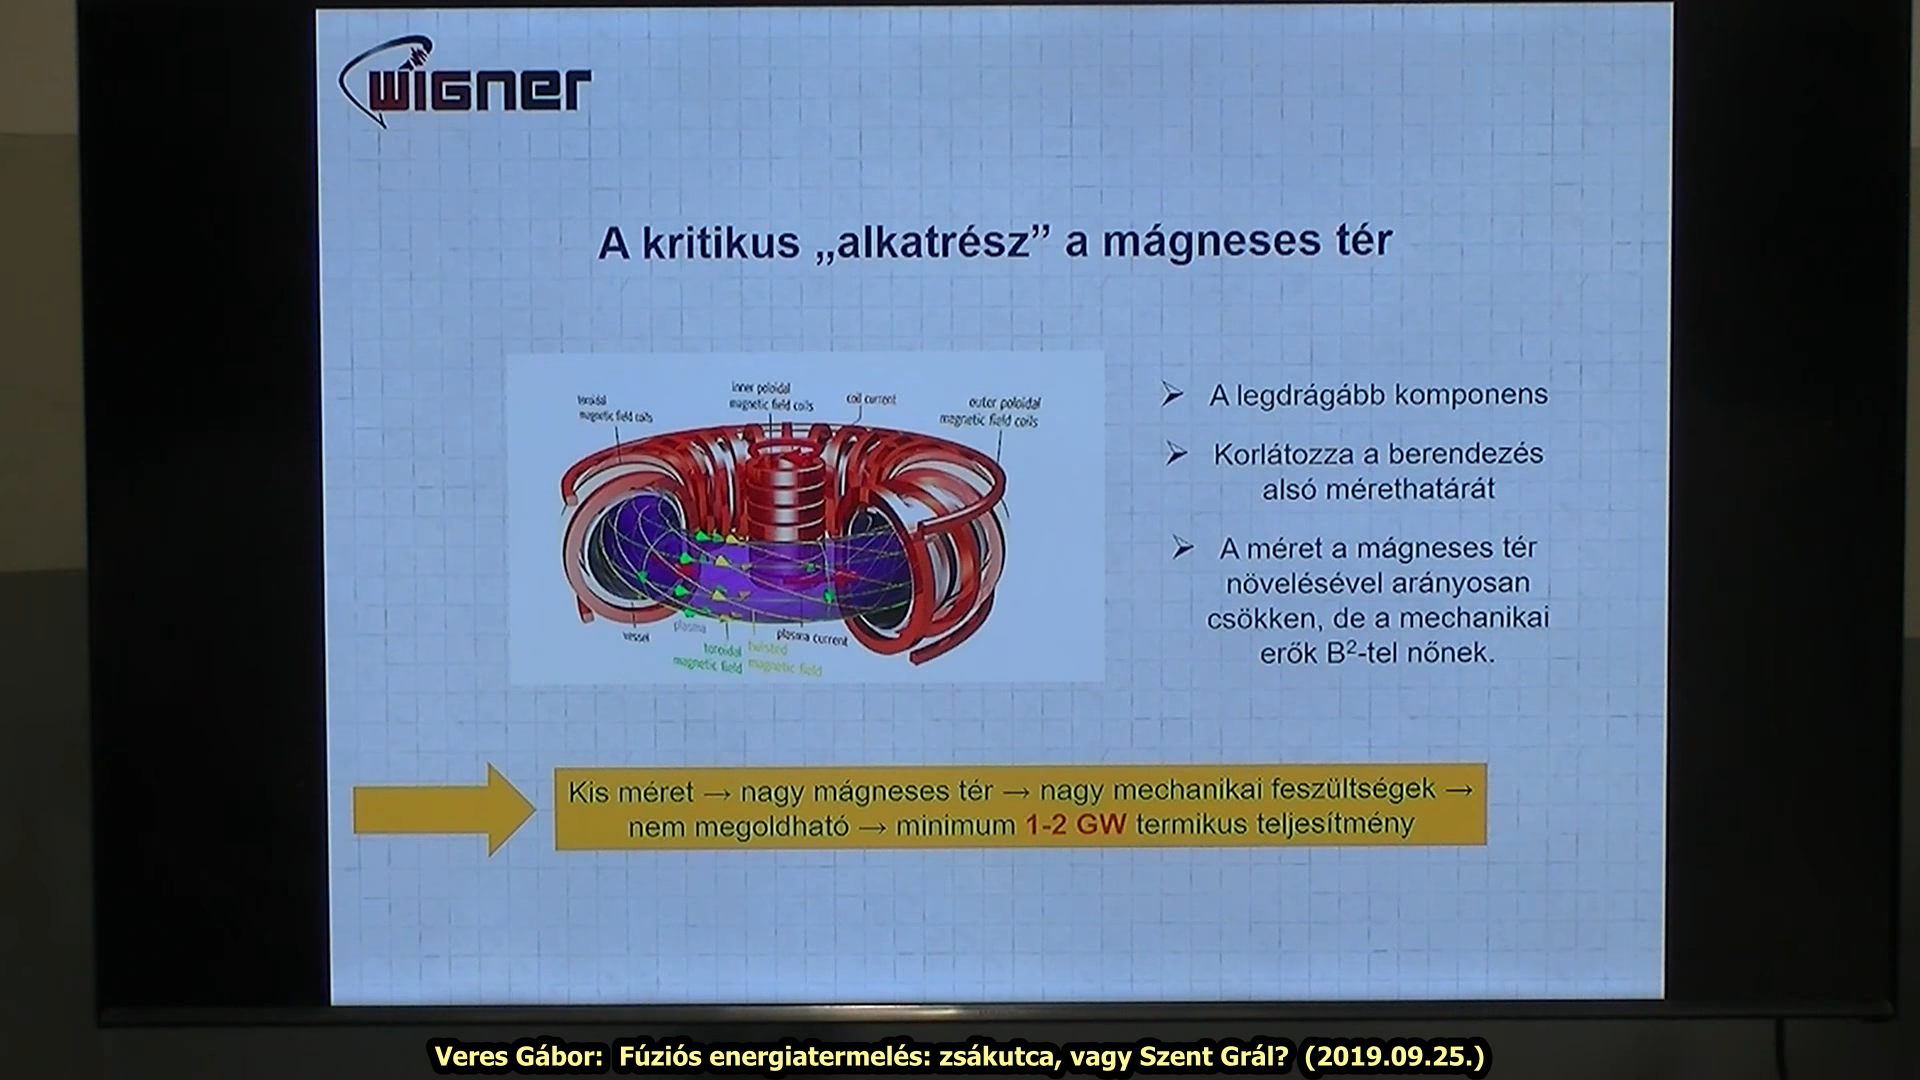 wigner
A kritikus „alkatrész” a mágneses tér
toroidal
magnetic field coils
inner poloidal
magnetic field coils
coil current
outer poloidal
magnetic field coils
vessel
plasma
plasma current
toroidal
magnetic field
twisted
magnetic field
A legdrágább komponens
Korlátozza a berendezés
alsó mérethatárát
A méret a mágneses tér
növelésével arányosan
csökken, de a mechanikai
erők B²-tel nőnek.
Kis méret → nagy mágneses tér → nagy mechanikai feszültségek →
nem megoldható → minimum 1-2 GW termikus teljesítmény
Veres Gábor: Fúziós energiatermelés: zsákutca, vagy Szent Grál? (2019.09.25.)